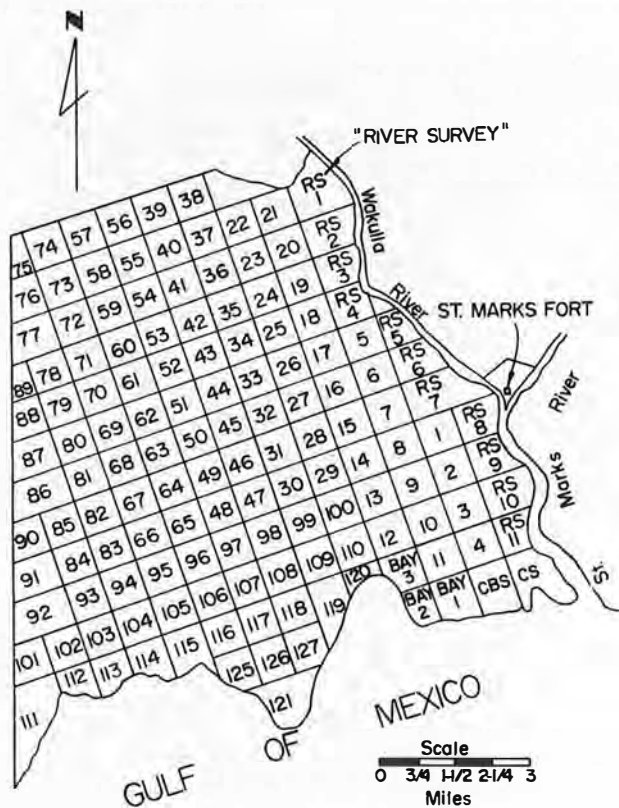 N
"RIVER SURVEY"
Wakulla
River
ST. MARKS FORT
River
Marks
St.
75 74 57 56 39 38
76 73 58 55 40 37 22 21 RS 1
77 72 59 54 41 36 23 20 RS 2
89 78 71 60 53 42 35 24 19 RS 3
88 79 70 61 52 43 34 25 18 RS 4
87 80 69 62 51 44 33 26 17 5 RS 5
86 81 68 63 50 45 32 27 16 6 RS 6
90 85 82 67 64 49 46 31 28 15 7 RS 7
91 84 83 66 65 48 47 30 29 14 8 1 RS 8
92 93 94 95 96 97 98 99 100 13 9 2 RS 9
101 102 103 104 105 106 107 108 109 110 12 10 3 RS 10
111 112 113 114 115 116 117 118 119 120 BAY 3 11 4 RS 11
125 126 127 BAY 2 BAY 1 CBS CS
121
GULF OF MEXICO
Scale
0 3/4 1-1/2 2-1/4 3
Miles